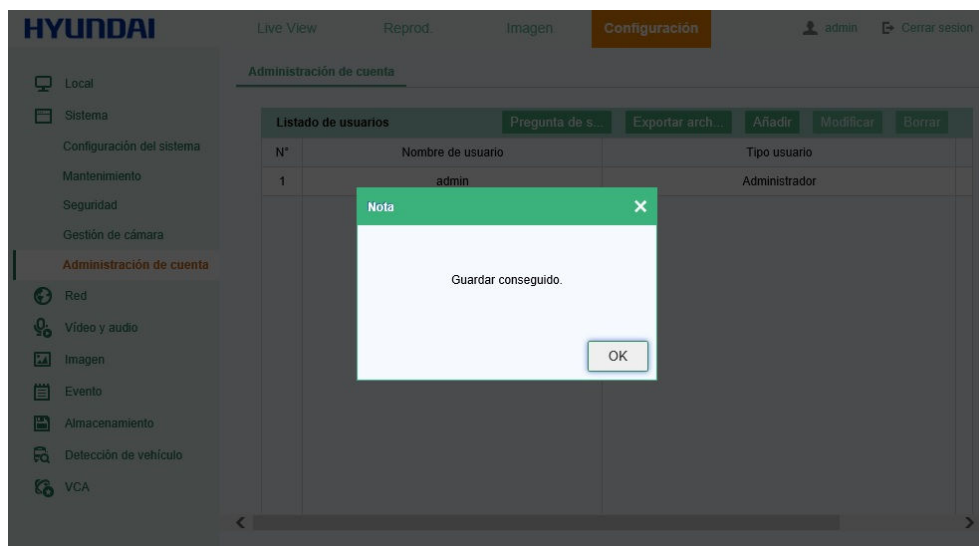 HYUNDAI
Live View
Reprod.
Imagen
Configuración
admin
Cerrar sesion
Local
Sistema
Configuración del sistema
Mantenimiento
Seguridad
Gestión de cámara
Administración de cuenta
Red
Vídeo y audio
Imagen
Evento
Almacenamiento
Detección de vehículo
VCA
Administración de cuenta
Listado de usuarios
Pregunta de s...
Exportar arch...
Añadir
Modificar
Borrar
N° Nombre de usuario Tipo usuario
1 admin Administrador
Nota
Guardar conseguido.
OK